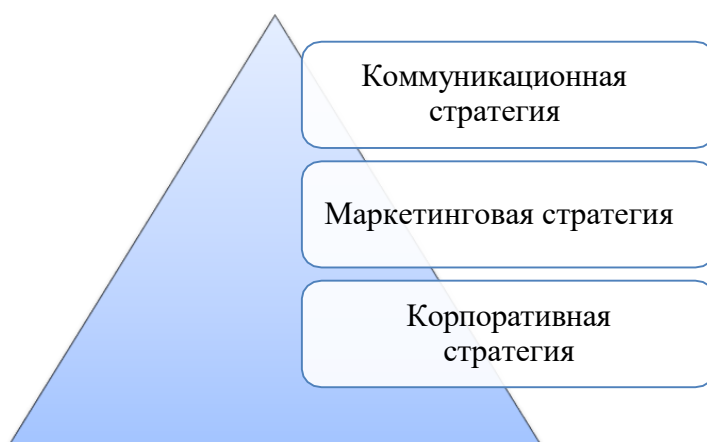 Коммуникационная
стратегия
Маркетинговая стратегия
Корпоративная
стратегия